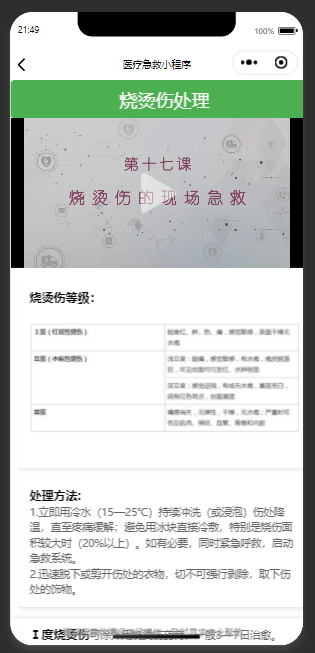 21:49
100%
医疗急救小程序
烧烫伤处理
第十七课
烧烫伤的现场急救
烧烫伤等级：
Ⅰ度（红斑性烧伤）
轻度红、肿、热、痛，感觉敏感，表面干燥无
水疱
Ⅱ度（水疱性烧伤）
浅Ⅱ度：剧痛，感觉敏感，有水疱，疱皮脱落
后，可见创面均匀发红、水肿明显
深Ⅱ度：感觉迟钝，有或无水疱，基底苍白，
间有红色斑点，创面潮湿
Ⅲ度
痛感消失，无弹性，干燥，无水疱；严重时可
伤及肌肉、神经、血管、骨骼和内脏
处理方法:
1.立即用冷水（15—25℃）持续冲洗（或浸泡）伤处降
温，直至疼痛缓解；避免用冰块直接冷敷，特别是烧伤面
积较大时（20%以上）。如有必要，同时紧急呼救，启动
急救系统。
2.迅速脱下或剪开伤处的衣物，切不可强行剥除，取下伤
处的饰物。
Ⅰ度烧烫伤
3—7日治愈。